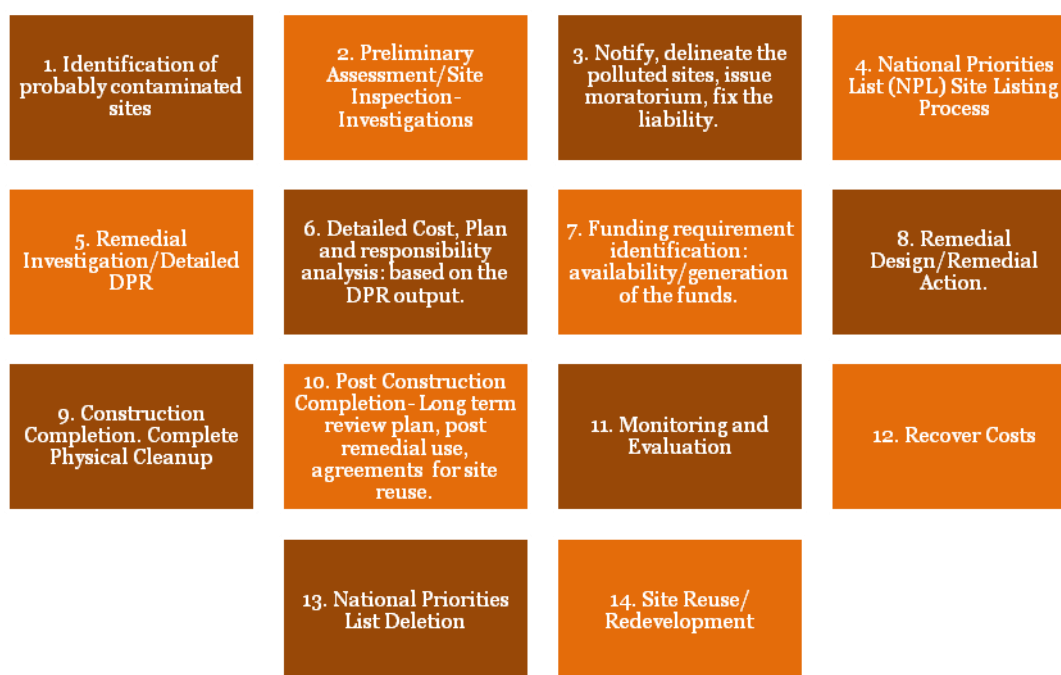 1. Identification of
probably contaminated
sites
2. Preliminary
Assessment/Site
Inspection-
Investigations
3. Notify, delineate the
polluted sites, issue
moratorium, fix the
liability.
4. National Priorities
List (NPL) Site Listing
Process
5. Remedial
Investigation/Detailed
DPR
6. Detailed Cost, Plan
and responsibility
analysis: based on the
DPR output.
7. Funding requirement
identification:
availability/generation
of the funds.
8. Remedial
Design/Remedial
Action.
9. Construction
Completion. Complete
Physical Cleanup
10. Post Construction
Completion- Long term
review plan, post
remedial use,
agreements for site
reuse.
11. Monitoring and
Evaluation
12. Recover Costs
13. National Priorities
List Deletion
14. Site Reuse/
Redevelopment